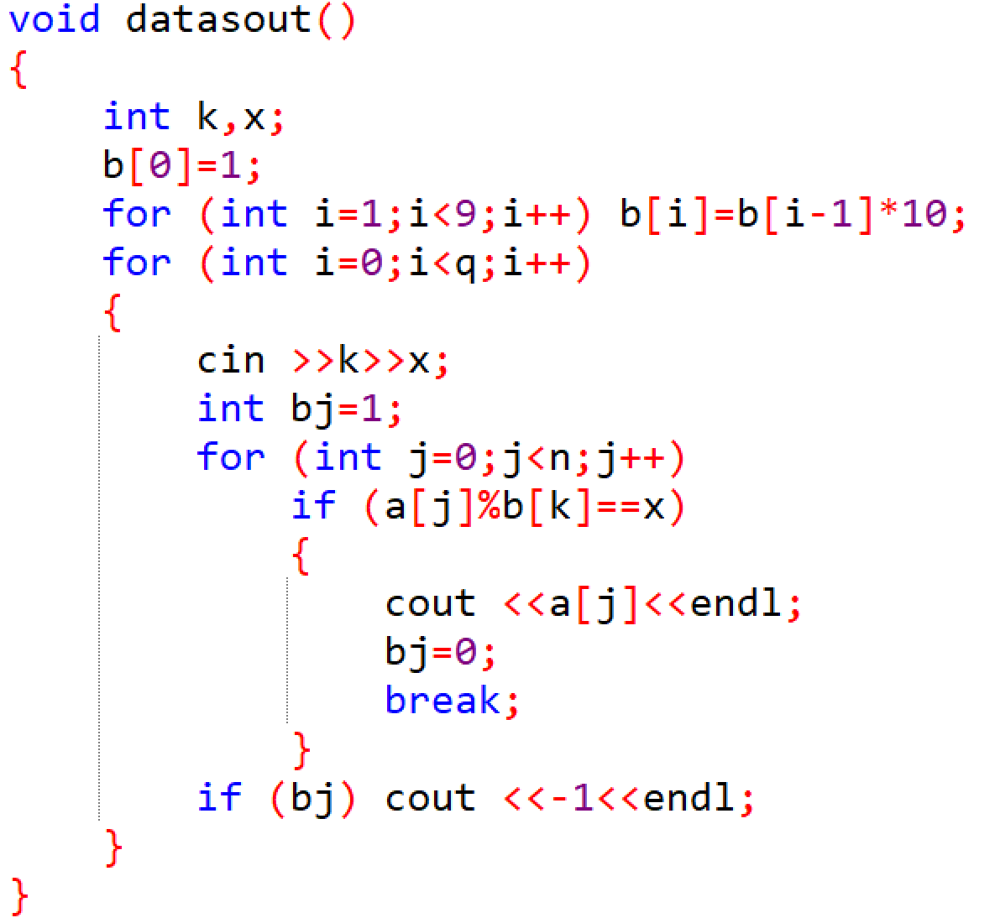 void datasout()
{
    int k,x;
    b[0]=1;
    for (int i=1;i<9;i++) b[i]=b[i-1]*10;
    for (int i=0;i<q;i++)
    {
        cin >>k>>x;
        int bj=1;
        for (int j=0;j<n;j++)
            if (a[j]%b[k]==x)
            {
                cout <<a[j]<<endl;
                bj=0;
                break;
            }
        if (bj) cout <<-1<<endl;
    }
}